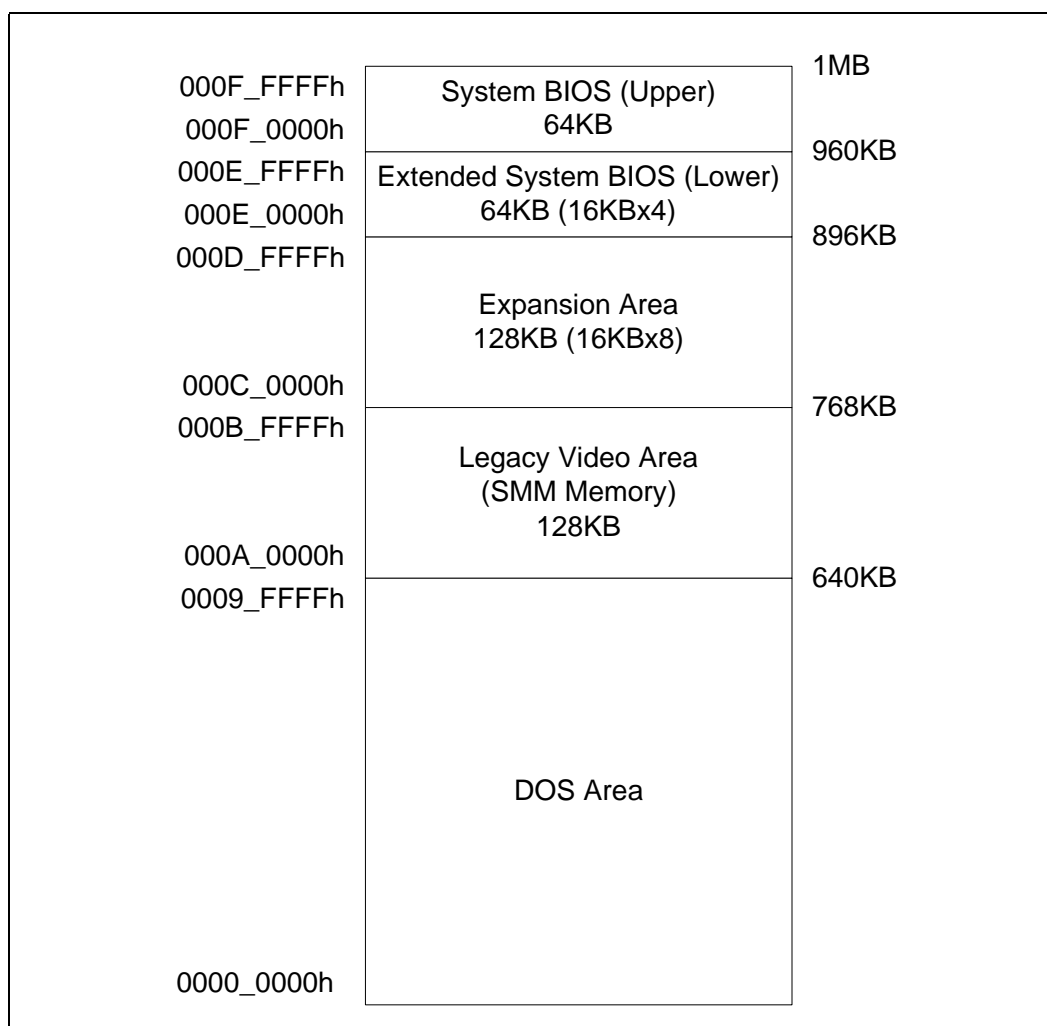 1MB
000F_FFFFh
System BIOS (Upper)
64KB
000F_0000h
960KB
000E_FFFFh
Extended System BIOS (Lower)
64KB (16KBx4)
000E_0000h
896KB
000D_FFFFh
Expansion Area
128KB (16KBx8)
000C_0000h
768KB
000B_FFFFh
Legacy Video Area
(SMM Memory)
128KB
000A_0000h
640KB
0009_FFFFh
DOS Area
0000_0000h